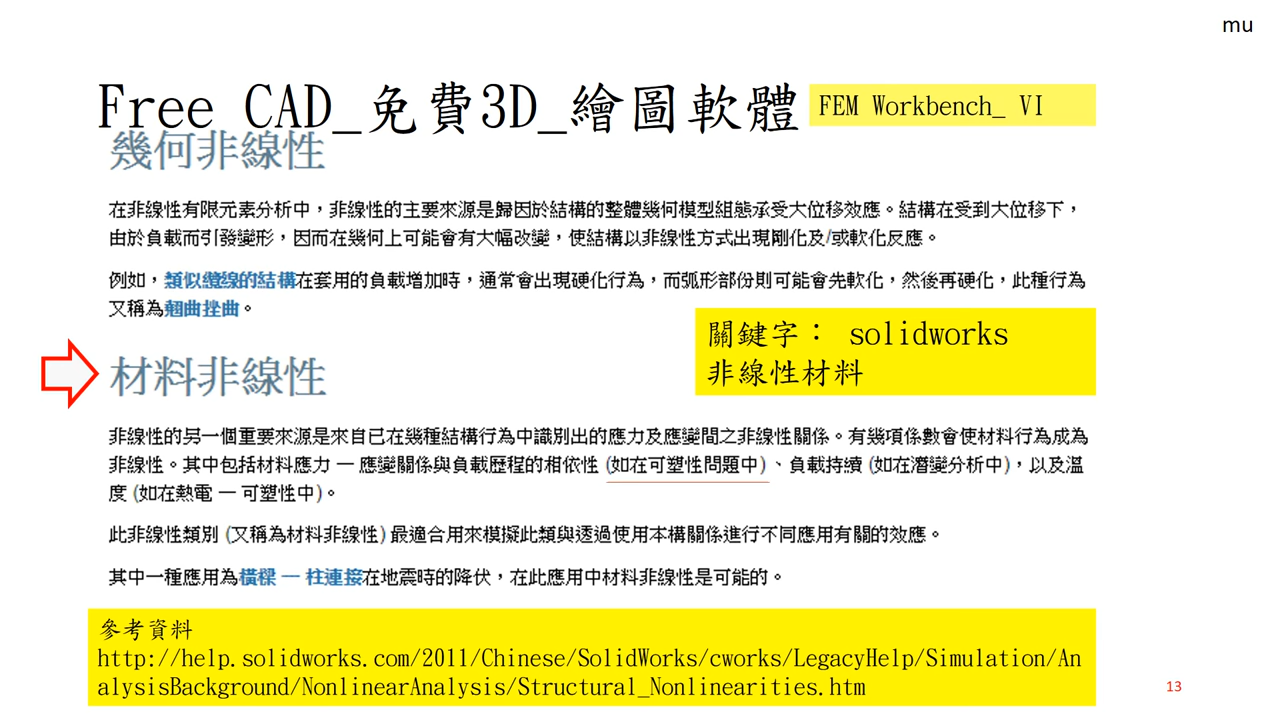 mu
Free CAD_免費3D_繪圖軟體
FEM Workbench_ VI
幾何非線性
在非線性有限元素分析中，非線性的主要來源是歸因於結構的整體幾何模型組態承受大位移效應。結構在受到大位移下，
由於負載而引發變形，因而在幾何上可能會有大幅改變，使結構以非線性方式出現剛化及/或軟化反應。
例如，類似纜線的結構在套用的負載增加時，通常會出現硬化行為，而弧形部份則可能會先軟化，然後再硬化，此種行為
又稱為翹曲挫曲。
關鍵字： solidworks
非線性材料
材料非線性
非線性的另一個重要來源是來自已在幾種結構行為中識別出的應力及應變間之非線性關係。有幾項係數會使材料行為成為
非線性。其中包括材料應力 — 應變關係與負載歷程的相依性 (如在可塑性問題中)、負載持續 (如在潛變分析中)，以及溫
度 (如在熱電 — 可塑性中)。
此非線性類別 (又稱為材料非線性) 最適合用來模擬此類與透過使用本構關係進行不同應用有關的效應。
其中一種應用為橫樑 — 柱連接在地震時的降伏，在此應用中材料非線性是可能的。
參考資料
http://help.solidworks.com/2011/Chinese/SolidWorks/cworks/LegacyHelp/Simulation/An
alysisBackground/NonlinearAnalysis/Structural_Nonlinearities.htm
13